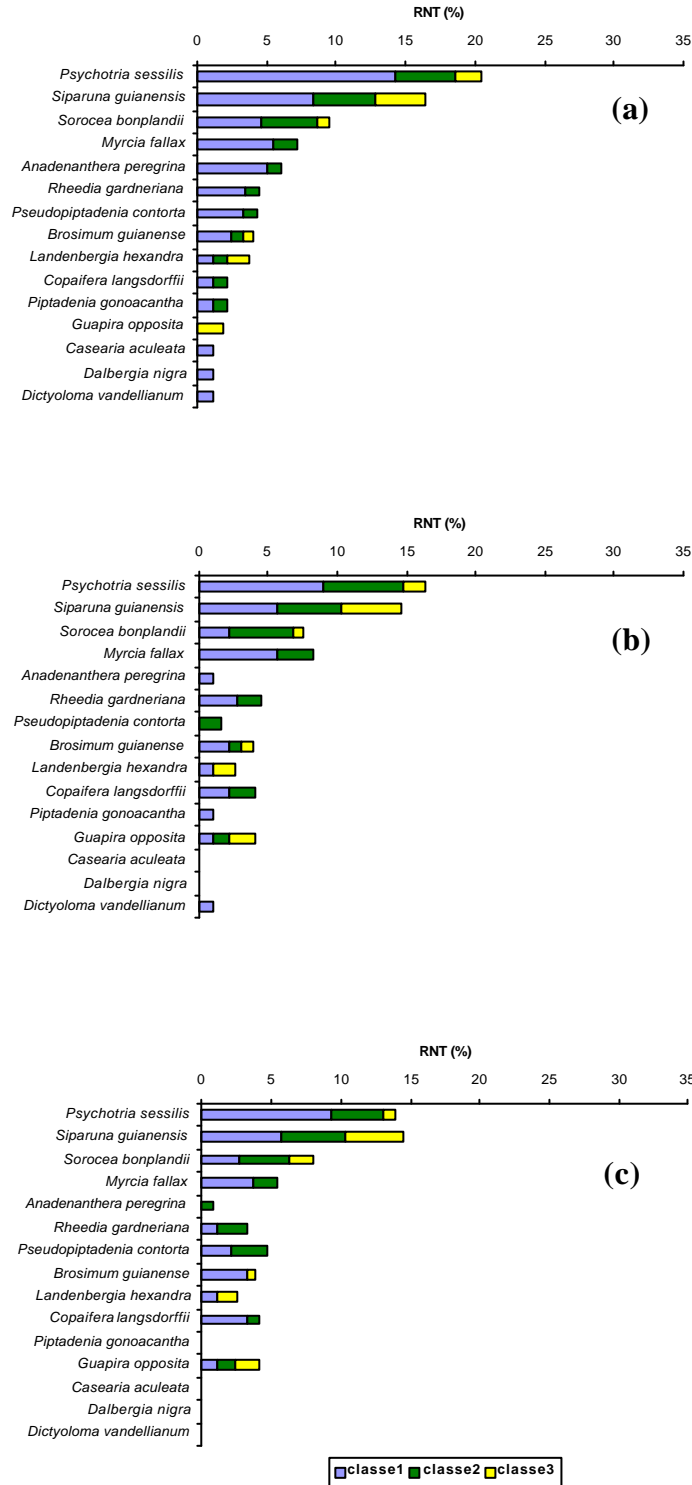 RNT (%)
0 5 10 15 20 25 30 35
Psychotria sessilis
Siparuna guianensis
(a)
Sorocea bonplandii
Myrcia fallax
Anadenanthera peregrina
Rheedia gardneriana
Pseudopiptadenia contorta
Brosimum guianense
Landenbergia hexandra
Copaifera langsdorffii
Piptadenia gonoacantha
Guapira opposita
Casearia aculeata
Dalbergia nigra
Dictyoloma vandellianum
RNT (%)
0 5 10 15 20 25 30 35
Psychotria sessilis
Siparuna guianensis
Sorocea bonplandii
(b)
Myrcia fallax
Anadenanthera peregrina
Rheedia gardneriana
Pseudopiptadenia contorta
Brosimum guianense
Landenbergia hexandra
Copaifera langsdorffii
Piptadenia gonoacantha
Guapira opposita
Casearia aculeata
Dalbergia nigra
Dictyoloma vandellianum
RNT (%)
0 5 10 15 20 25 30 35
Psychotria sessilis
Siparuna guianensis
Sorocea bonplandii
(c)
Myrcia fallax
Anadenanthera peregrina
Rheedia gardneriana
Pseudopiptadenia contorta
Brosimum guianense
Landenbergia hexandra
Copaifera langsdorffii
Piptadenia gonoacantha
Guapira opposita
Casearia aculeata
Dalbergia nigra
Dictyoloma vandellianum
classe1 classe2 classe3